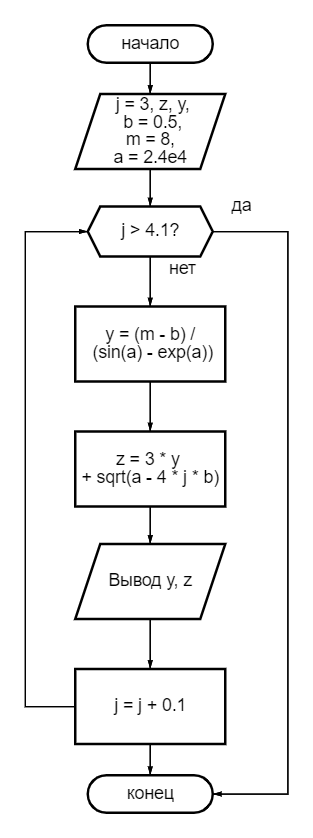 начало
j = 3, z, y,
b = 0.5,
m = 8,
a = 2.4e4
да
j > 4.1?
нет
y = (m - b) /
(sin(a) - exp(a))
z = 3 * y
+ sqrt(a - 4 * j * b)
Вывод y, z
j = j + 0.1
конец